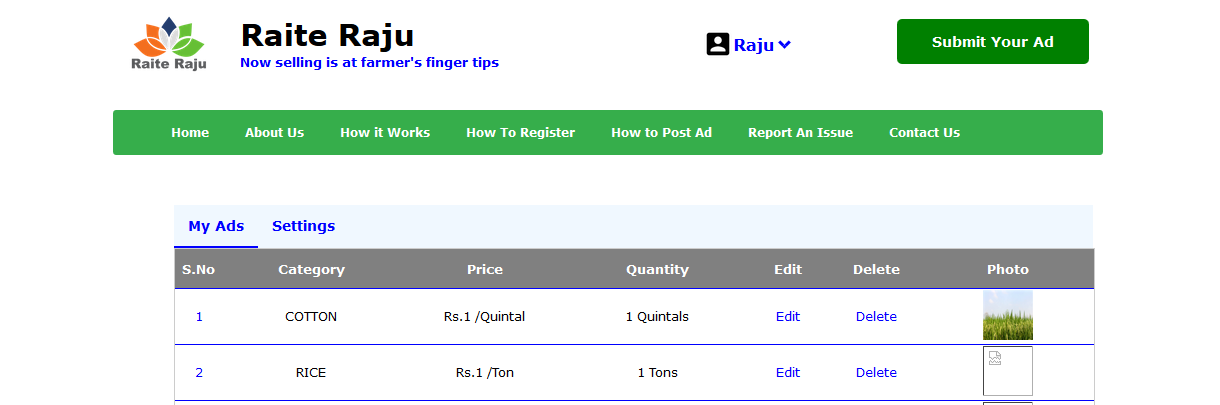 Raite Raju
Raite Raju
Now selling is at farmer's finger tips
Raju
Submit Your Ad
Home About Us How it Works How To Register How to Post Ad Report An Issue Contact Us
My Ads Settings
S.No Category Price Quantity Edit Delete Photo
1 COTTON Rs.1 /Quintal 1 Quintals Edit Delete
2 RICE Rs.1 /Ton 1 Tons Edit Delete